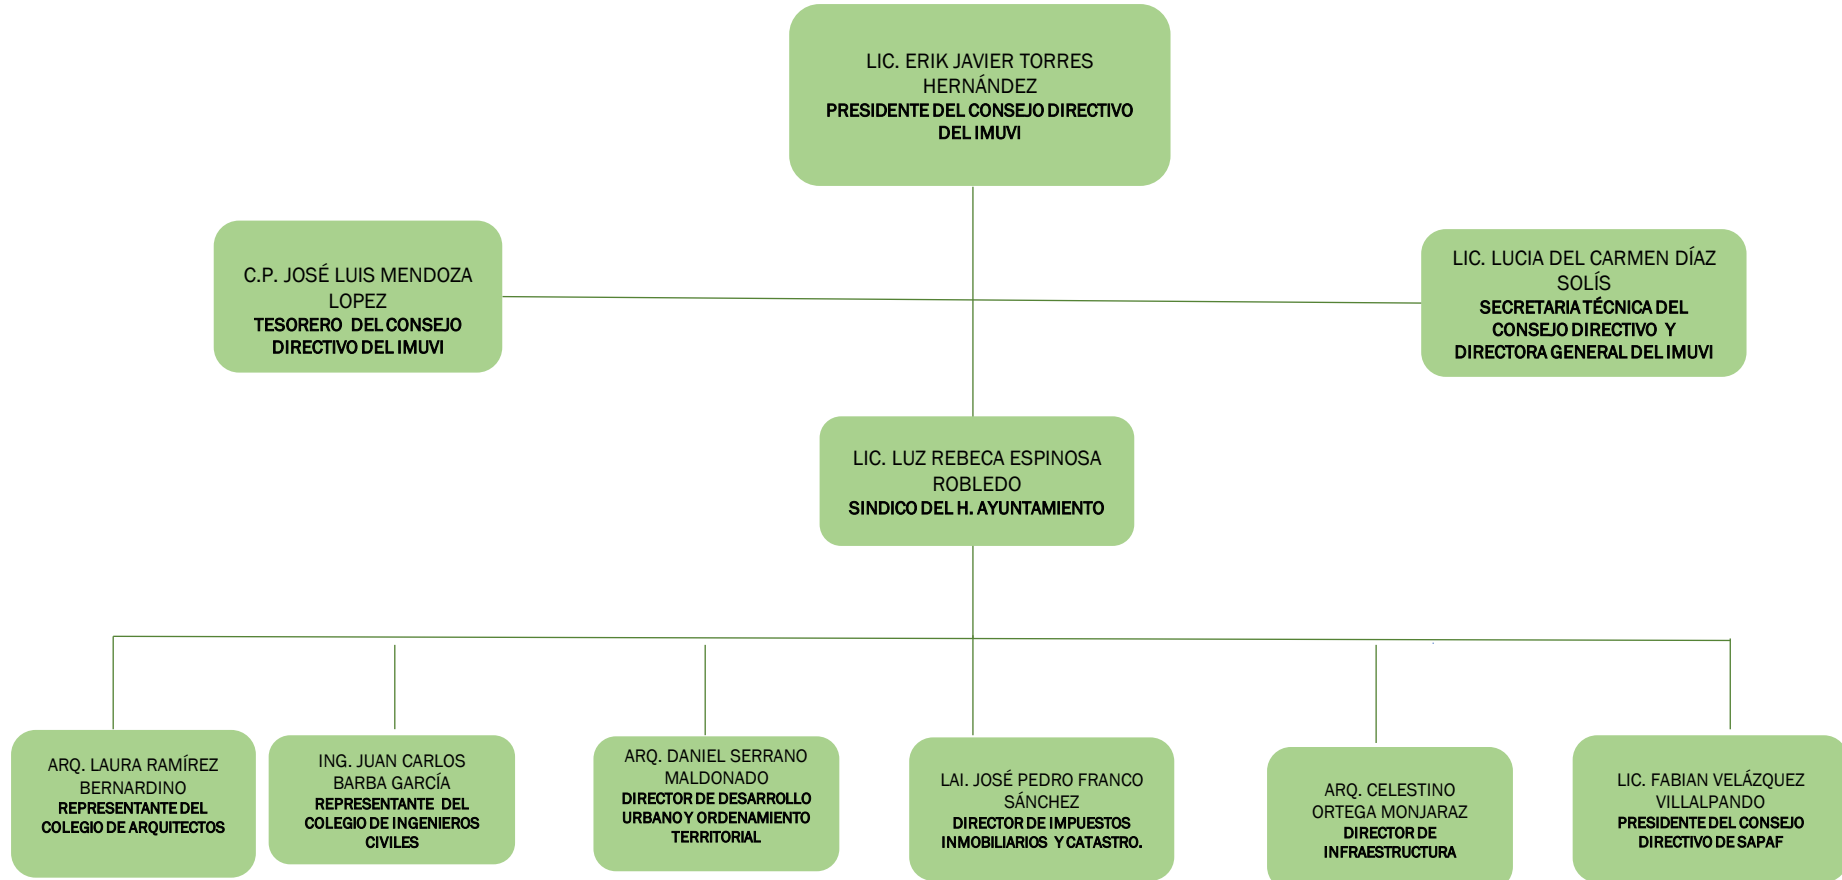 LIC. ERIK JAVIER TORRES
HERNÁNDEZ
PRESIDENTE DEL CONSEJO DIRECTIVO
DEL IMUVI
C.P. JOSÉ LUIS MENDOZA
LOPEZ
TESORERO DEL CONSEJO
DIRECTIVO DEL IMUVI
LIC. LUCIA DEL CARMEN DÍAZ
SOLÍS
SECRETARIA TÉCNICA DEL
CONSEJO DIRECTIVO Y
DIRECTORA GENERAL DEL IMUVI
LIC. LUZ REBECA ESPINOSA
ROBLEDO
SINDICO DEL H. AYUNTAMIENTO
ARQ. LAURA RAMÍREZ
BERNARDINO
REPRESENTANTE DEL
COLEGIO DE ARQUITECTOS
ING. JUAN CARLOS
BARBA GARCÍA
REPRESENTANTE DEL
COLEGIO DE INGENIEROS
CIVILES
ARQ. DANIEL SERRANO
MALDONADO
DIRECTOR DE DESARROLLO
URBANO Y ORDENAMIENTO
TERRITORIAL
LAI. JOSÉ PEDRO FRANCO
SÁNCHEZ
DIRECTOR DE IMPUESTOS
INMOBILIARIOS Y CATASTRO.
ARQ. CELESTINO
ORTEGA MONJARAZ
DIRECTOR DE
INFRAESTRUCTURA
LIC. FABIAN VELÁZQUEZ
VILLALPANDO
PRESIDENTE DEL CONSEJO
DIRECTIVO DE SAPAF